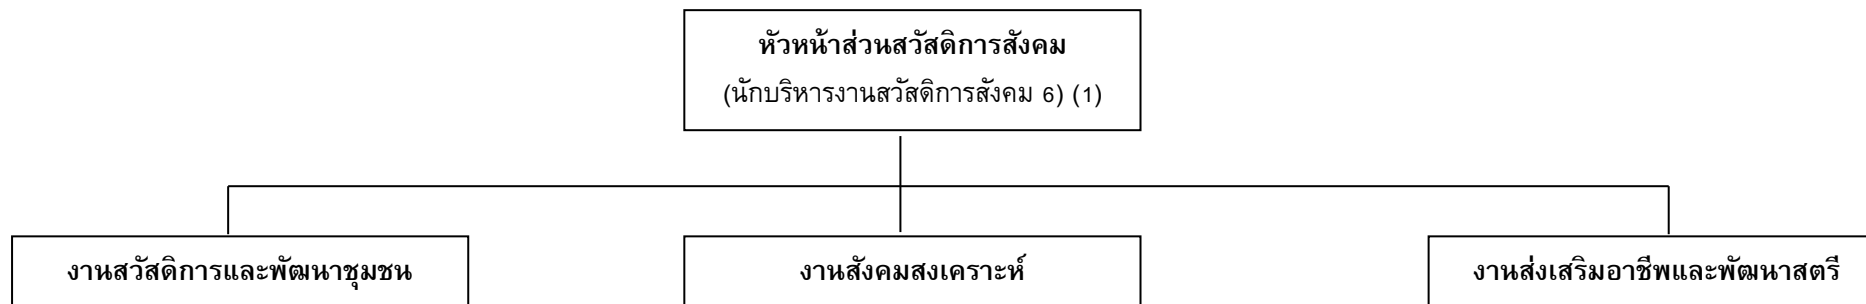 หัวหน้าส่วนสวัสดิการสังคม
(นักบริหารงานสวัสดิการสังคม 6) (1)
งานสวัสดิการและพัฒนาชุมชน
งานสังคมสงเคราะห์
งานส่งเสริมอาชีพและพัฒนาสตรี